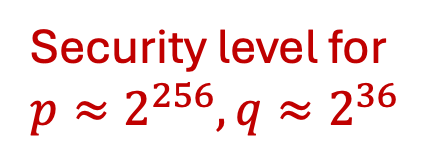 Security level for
p ≈ 2^256, q ≈ 2^36